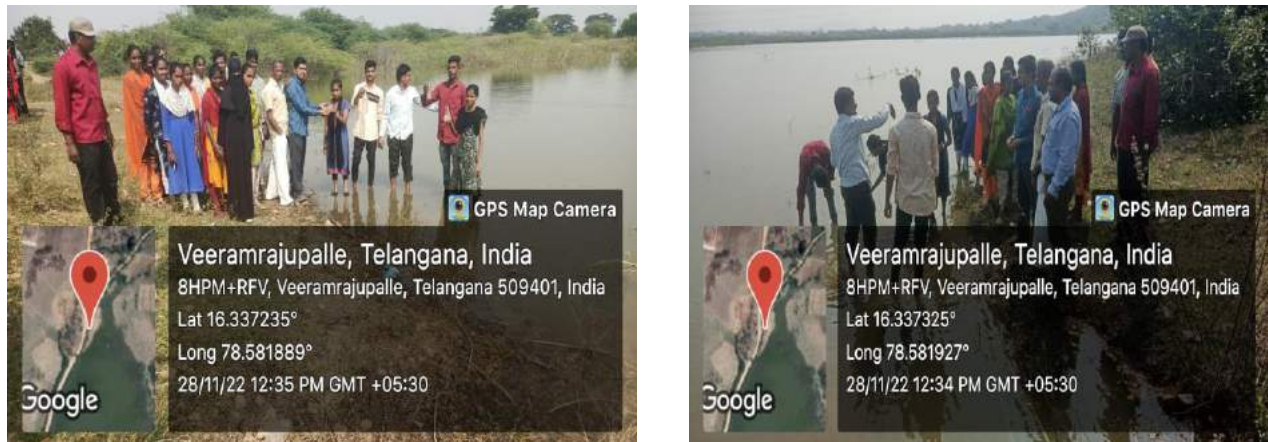 GPS Map Camera
Veeramrajupalle, Telangana, India
8HPM+RFV, Veeramrajupalle, Telangana 509401, India
Lat 16.337235°
Long 78.581889°
28/11/22 12:35 PM GMT +05:30
Google
GPS Map Camera
Veeramrajupalle, Telangana, India
8HPM+RFV, Veeramrajupalle, Telangana 509401, India
Lat 16.337325°
Long 78.581927°
28/11/22 12:34 PM GMT +05:30
Google